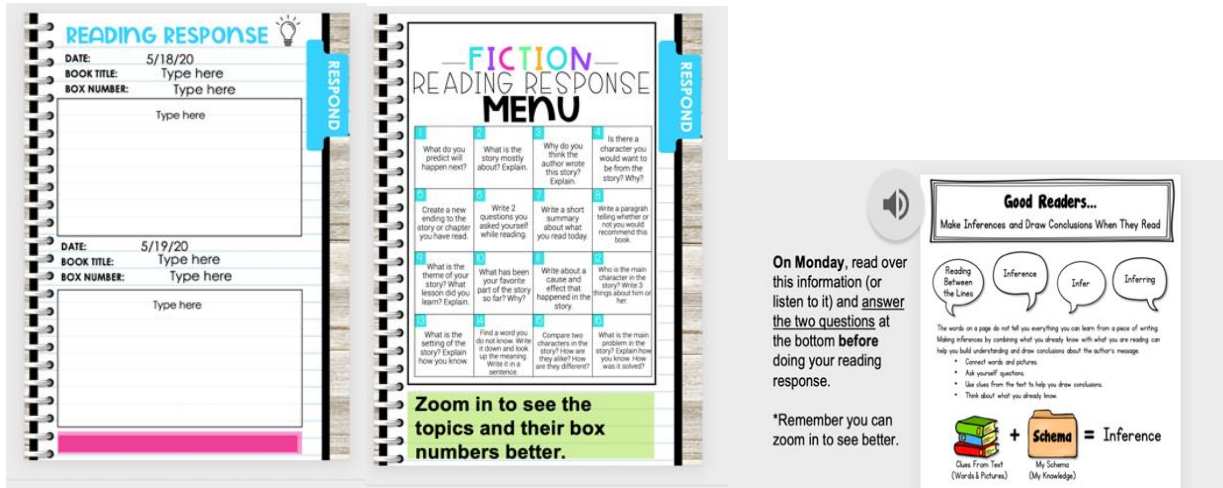 READING RESPONSE
DATE: 5/18/20
BOOK TITLE: Type here
BOX NUMBER: Type here
Type here
RESPOND
DATE: 5/19/20
BOOK TITLE: Type here
BOX NUMBER: Type here
Type here
FICTION
READING RESPONSE
MENU
RESPOND
1
What do you
predict will
happen next?
2
What is the
story mostly
about? Explain.
3
Why do you
think the
author wrote
this story?
Explain.
4
Is there a
character you
would want to
be from the
story? Why?
5
Create a new
ending to the
story or chapter
you have read.
6
Write 2
questions you
asked yourself
while reading.
7
Write a short
summary
about what
you read today.
8
Write a paragraph
telling whether or
not you would
recommend this
book.
9
What is the
theme of your
story? What
lesson did you
learn? Explain.
10
What has been
your favorite
part of the story
so far? Why?
11
Write about a
cause and
effect that
happened in the
story.
12
Who is the main
character in the
story? Write 3
things about him or
her.
13
What is the
setting of the
story? Explain
how you know.
14
Find a word you
do not know. Write
it down and look
up the meaning.
Write it in a
sentence.
15
Compare two
characters in the
story? How are
they alike? How
are they different?
16
What is the main
problem in the
story? Explain how
you know. How
was it solved?
Zoom in to see the
topics and their box
numbers better.
On Monday, read over
this information (or
listen to it) and answer
the two questions at
the bottom before
doing your reading
response.
*Remember you can
zoom in to see better.
Good Readers...
Make Inferences and Draw Conclusions When They Read
Reading
Between
the Lines
Inference
Infer
Inferring
The words on a page do not tell you everything you can learn from a piece of writing.
Making inferences by combining what you already know with what you are reading can
help you build understanding and draw conclusions about the author's message.
• Connect words and pictures.
• Ask yourself questions.
• Use clues from the text to help you draw conclusions.
• Think about what you already know.
+ Schema = Inference
Clues From Text
(Words & Pictures)
My Schema
(My Knowledge)